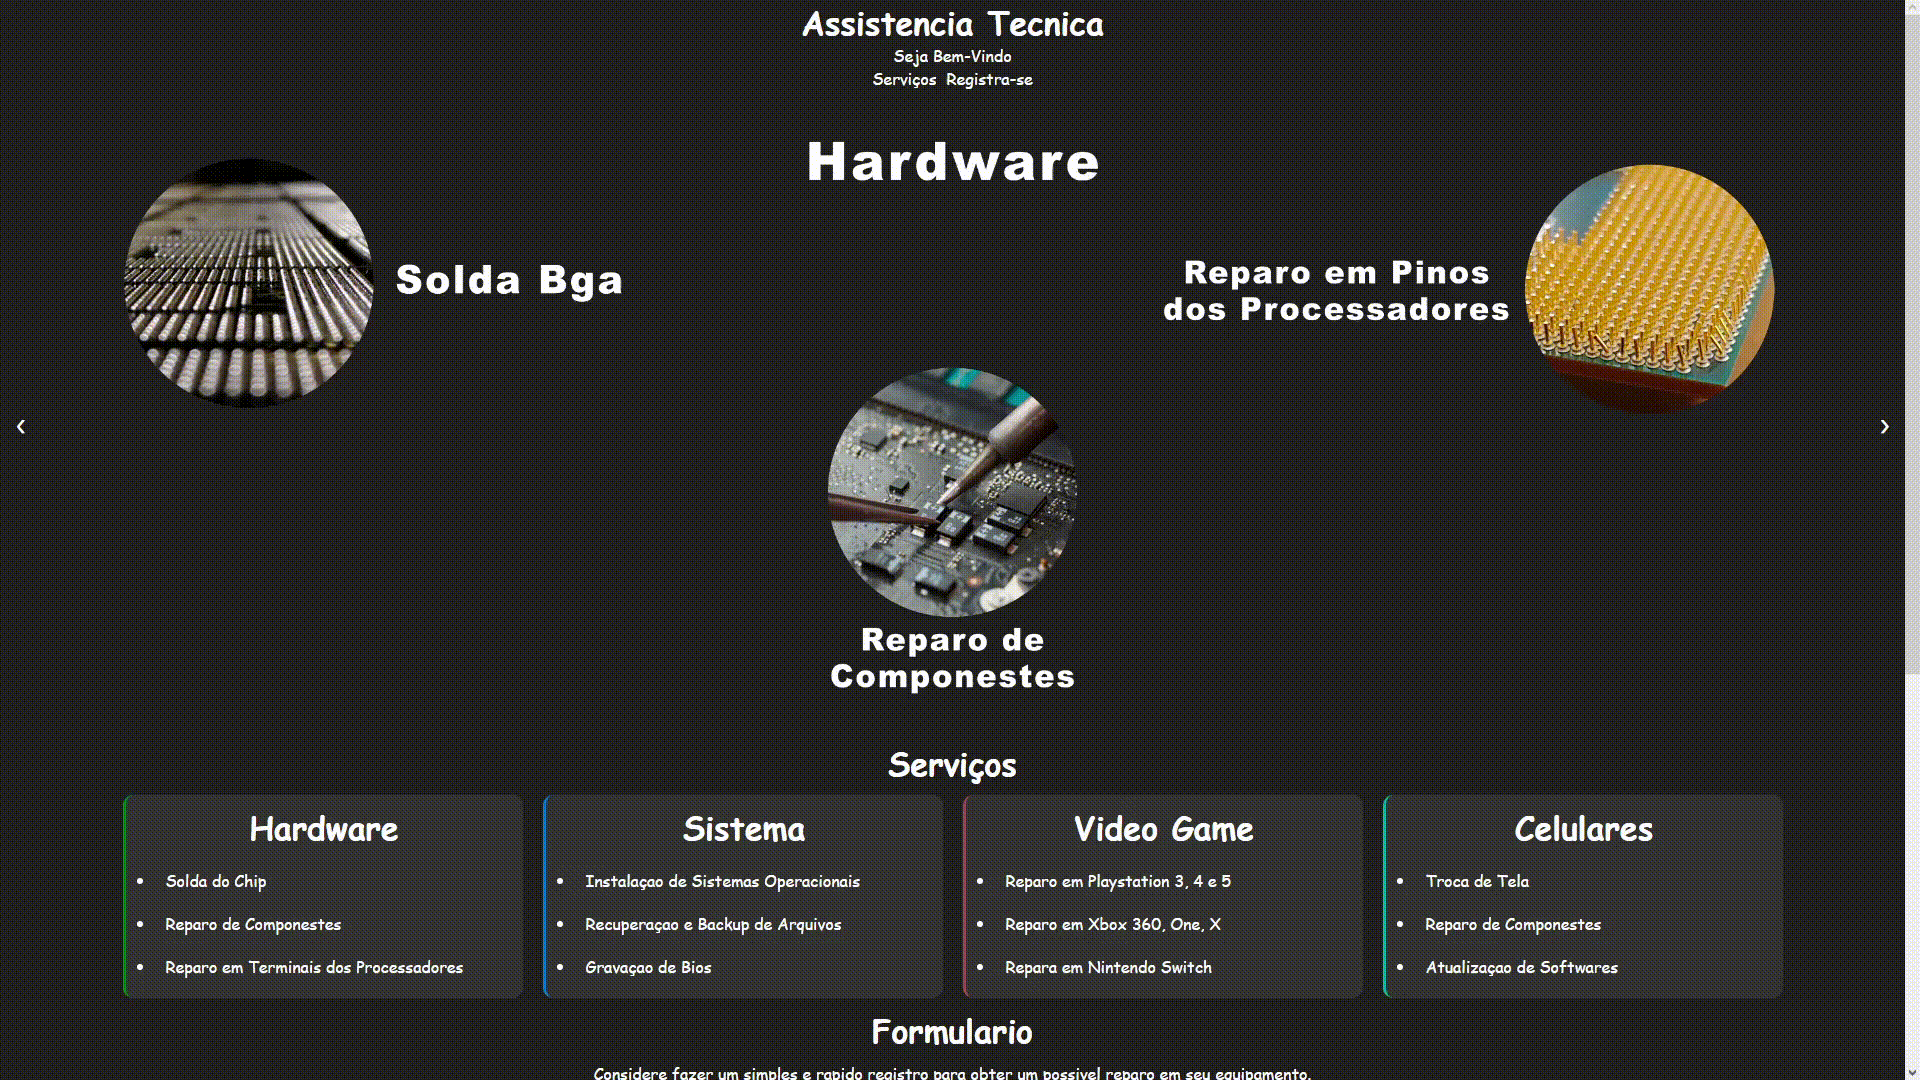 Assistencia Tecnica
Seja Bem-Vindo
Serviços Registra-se
Hardware
Solda Bga
Reparo em Pinos
dos Processadores
‹
›
Reparo de
Componestes
Serviços
Hardware
• Solda do Chip
• Reparo de Componestes
• Reparo em Terminais dos Processadores
Sistema
• Instalaçao de Sistemas Operacionais
• Recuperaçao e Backup de Arquivos
• Gravaçao de Bios
Video Game
• Reparo em Playstation 3, 4 e 5
• Reparo em Xbox 360, One, X
• Repara em Nintendo Switch
Celulares
• Troca de Tela
• Reparo de Componestes
• Atualizaçao de Softwares
Formulario
Considere fazer um simples e rapido registro para obter um possivel reparo em seu equipamento.